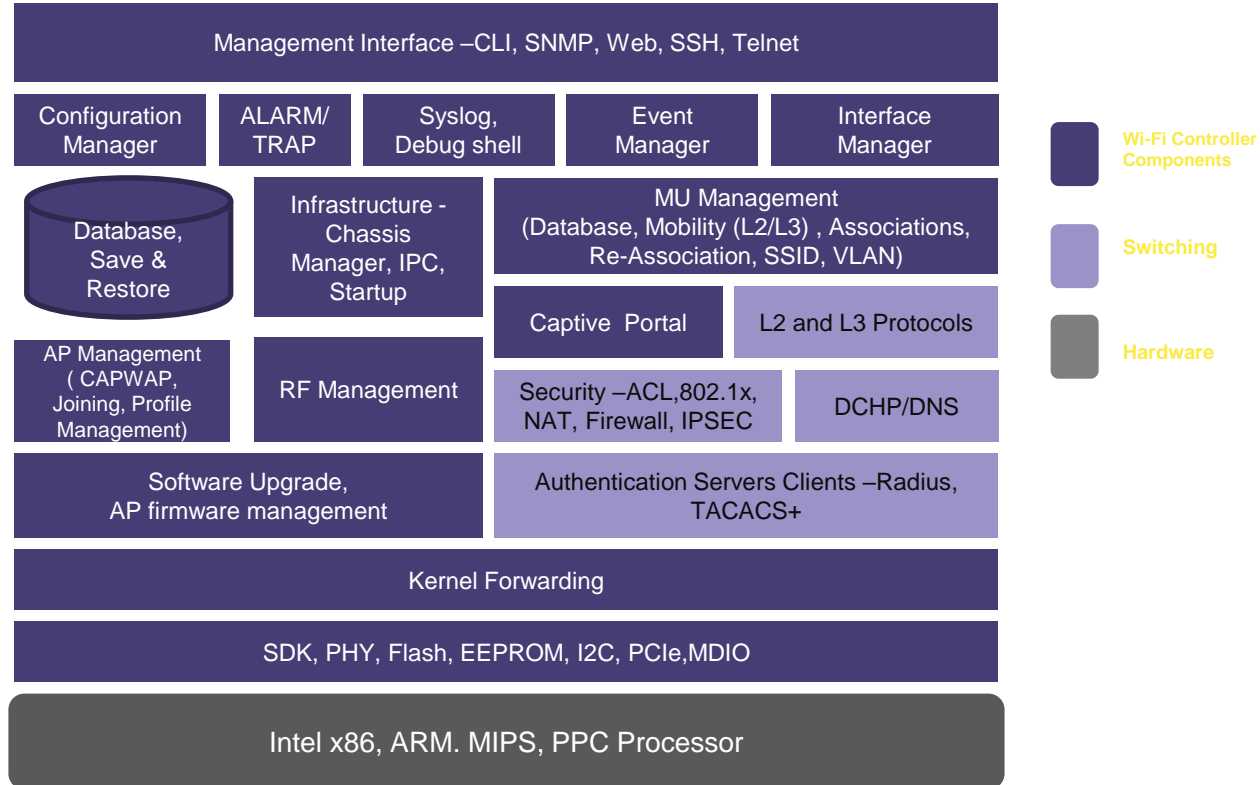 Management Interface –CLI, SNMP, Web, SSH, Telnet
Configuration
Manager
ALARM/
TRAP
Syslog,
Debug shell
Event
Manager
Interface
Manager
Database,
Save &
Restore
Infrastructure -
Chassis
Manager, IPC,
Startup
MU Management
(Database, Mobility (L2/L3) , Associations,
Re-Association, SSID, VLAN)
Captive Portal
L2 and L3 Protocols
AP Management
( CAPWAP,
Joining, Profile
Management)
RF Management
Security –ACL,802.1x,
NAT, Firewall, IPSEC
DCHP/DNS
Software Upgrade,
AP firmware management
Authentication Servers Clients –Radius,
TACACS+
Kernel Forwarding
SDK, PHY, Flash, EEPROM, I2C, PCIe,MDIO
Intel x86, ARM. MIPS, PPC Processor
Wi-Fi Controller
Components
Switching
Hardware